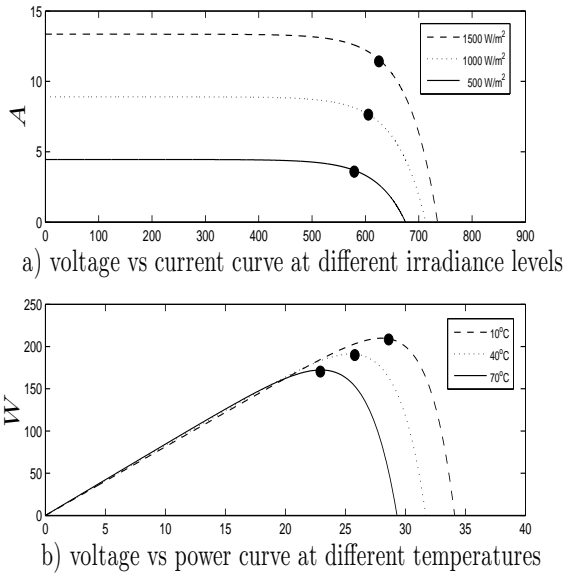 15
10
5
0
A
1500 W/m²
1000 W/m²
500 W/m²
0 100 200 300 400 500 600 700 800 900
a) voltage vs current curve at different irradiance levels
250
200
150
100
50
0
W
10°C
40°C
70°C
0 5 10 15 20 25 30 35 40
b) voltage vs power curve at different temperatures